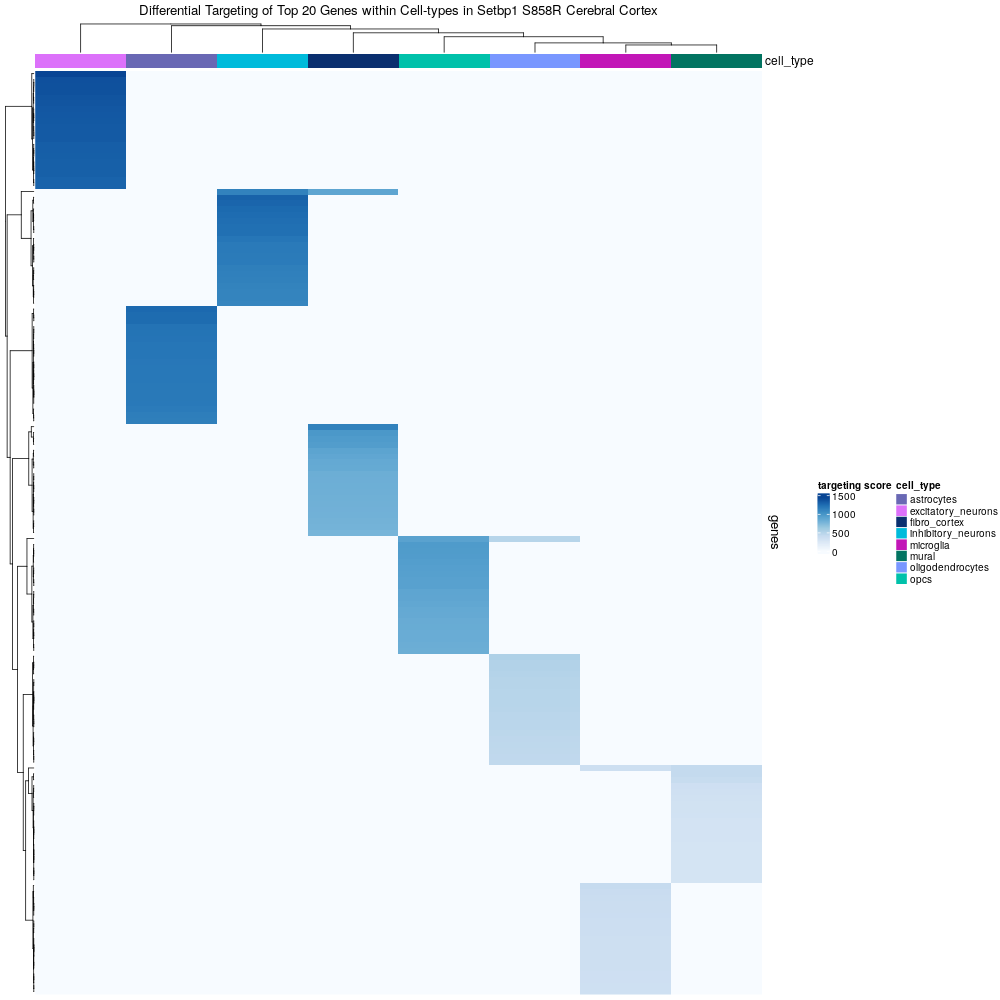 Differential Targeting of Top 20 Genes within Cell-types in Setbp1 S858R Cerebral Cortex
cell_type
genes
targeting score
1500
1000
500
0
cell_type
astrocytes
excitatory_neurons
fibro_cortex
inhibitory_neurons
microglia
mural
oligodendrocytes
opcs